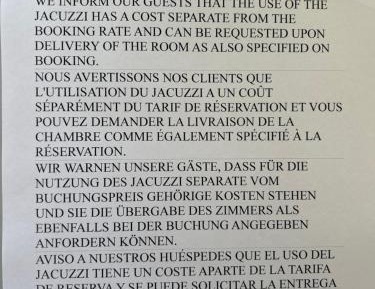 WE INFORM OUR GUESTS THAT THE USE OF THE
JACUZZI HAS A COST SEPARATE FROM THE
BOOKING RATE AND CAN BE REQUESTED UPON
DELIVERY OF THE ROOM AS ALSO SPECIFIED ON
BOOKING.
NOUS AVERTISSONS NOS CLIENTS QUE
L'UTILISATION DU JACUZZI A UN COÛT
SÉPARÉMENT DU TARIF DE RÉSERVATION ET VOUS
POUVEZ DEMANDER LA LIVRAISON DE LA
CHAMBRE COMME ÉGALEMENT SPÉCIFIÉ À LA
RÉSERVATION.
WIR WARNEN UNSERE GÄSTE, DASS FÜR DIE
NUTZUNG DES JACUZZI SEPARATE VOM
BUCHUNGSPREIS GEHÖRIGE KOSTEN STEHEN
UND SIE DIE ÜBERGABE DES ZIMMERS ALS
EBENFALLS BEI DER BUCHUNG ANGEGEBEN
ANFORDERN KÖNNEN.
AVISO A NUESTROS HUÉSPEDES QUE EL USO DEL
JACUZZI TIENE UN COSTE APARTE DE LA TARIFA
DE RESERVA Y SE PUEDE SOLICITAR LA ENTREGA